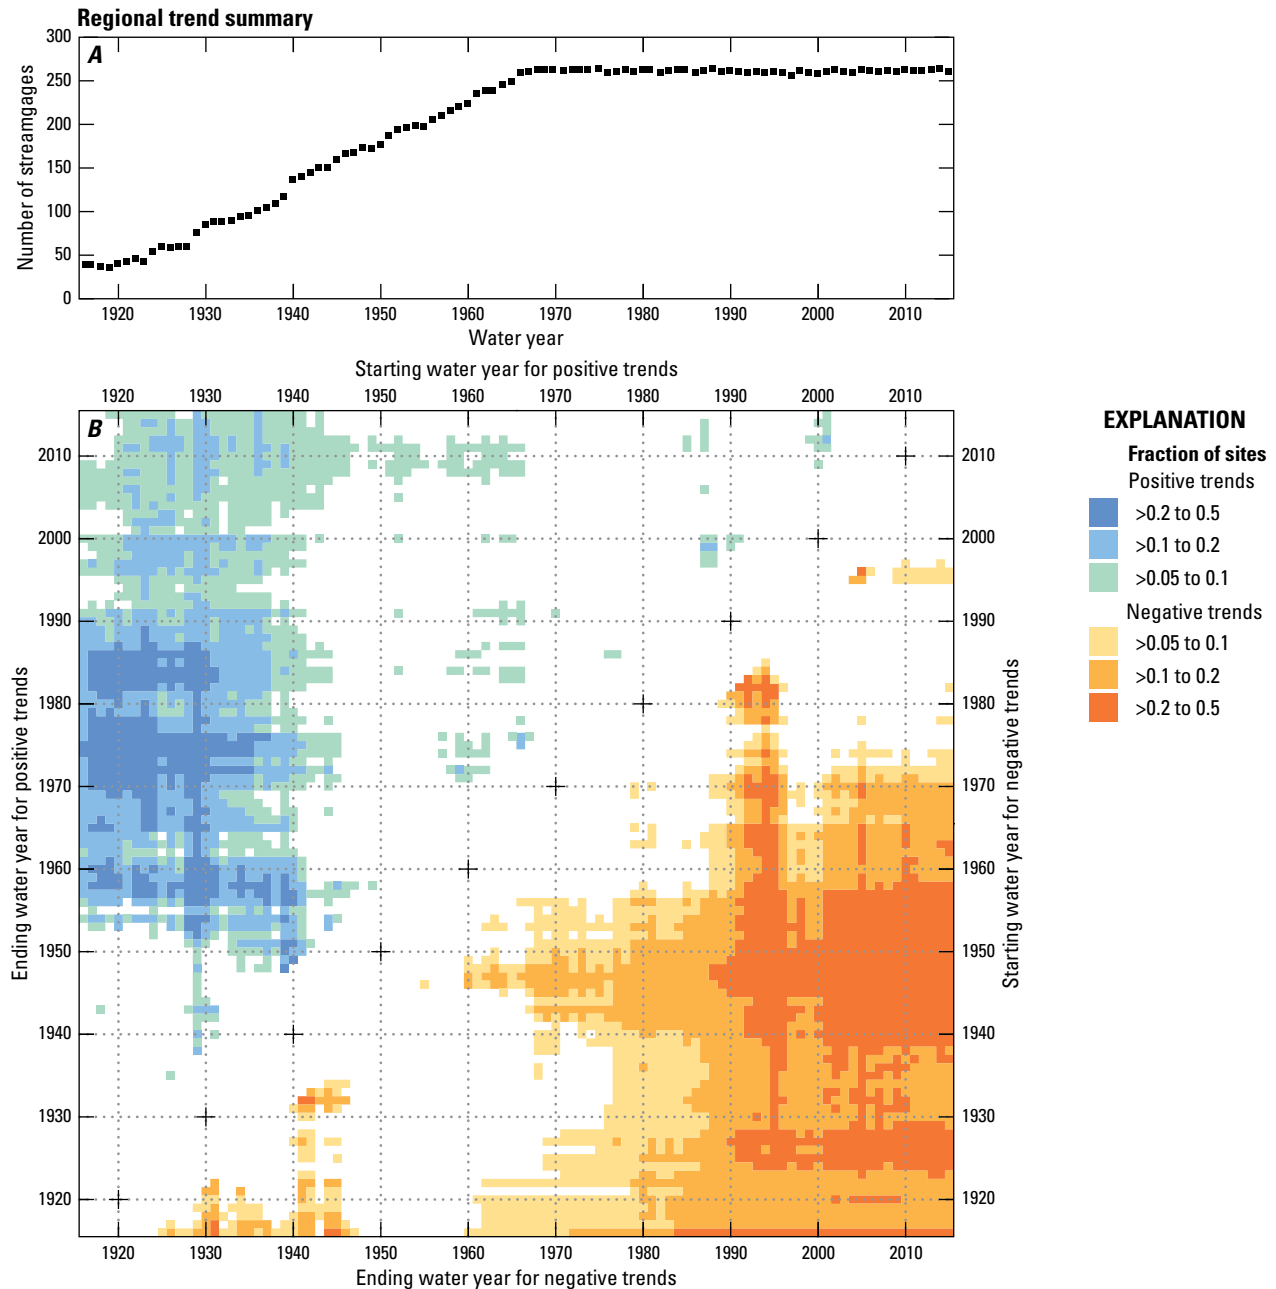 Regional trend summary
A
Number of streamgages
300
250
200
150
100
50
0
1920 1930 1940 1950 1960 1970 1980 1990 2000 2010
Water year
Starting water year for positive trends
1920 1930 1940 1950 1960 1970 1980 1990 2000 2010
B
Ending water year for positive trends
2010
2000
1990
1980
1970
1960
1950
1940
1930
1920
2010
2000
1990
1980
1970
1960
1950
1940
1930
1920
Starting water year for negative trends
1920 1930 1940 1950 1960 1970 1980 1990 2000 2010
Ending water year for negative trends
EXPLANATION
Fraction of sites
Positive trends
>0.2 to 0.5
>0.1 to 0.2
>0.05 to 0.1
Negative trends
>0.05 to 0.1
>0.1 to 0.2
>0.2 to 0.5